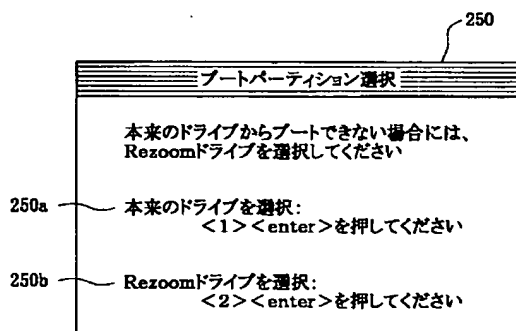 250
ブートパーティション選択
本来のドライブからブートできない場合には、
Rezoomドライブを選択してください
250a
本来のドライブを選択:
<1><enter>を押してください
250b
Rezoomドライブを選択:
<2><enter>を押してください